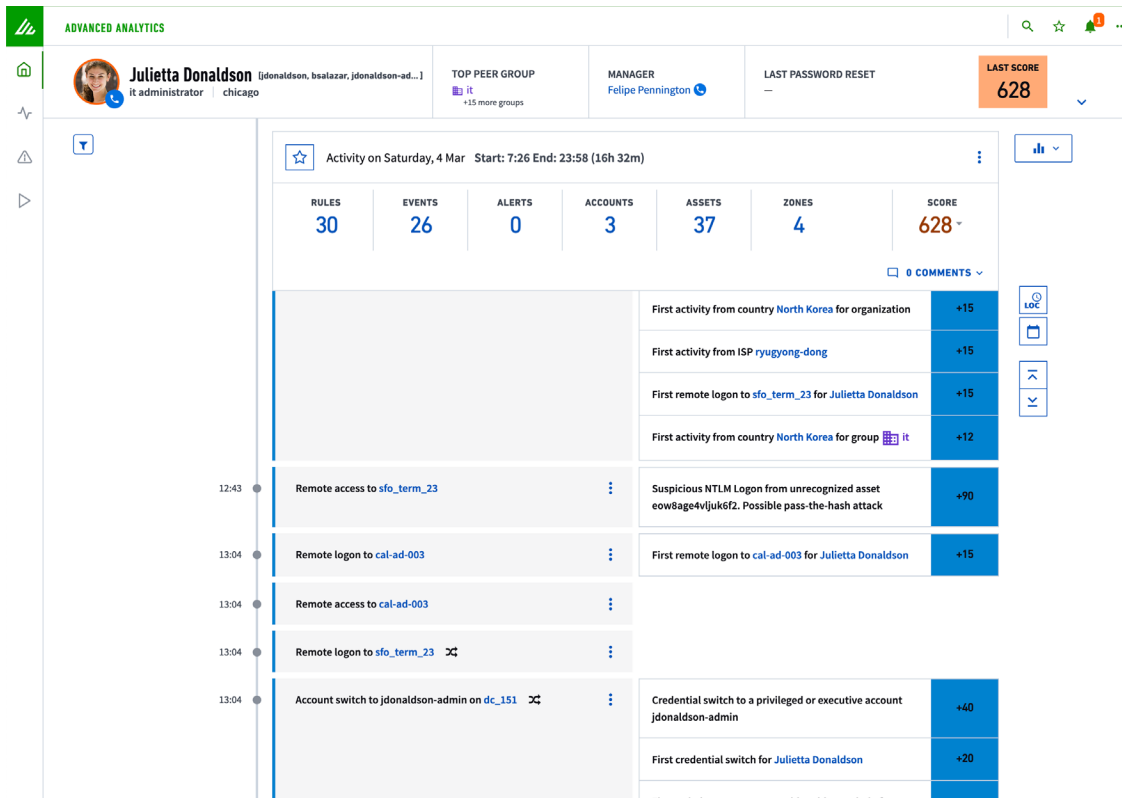 ADVANCED ANALYTICS
1
Julietta Donaldson [jdonaldson, bsalazar, jdonaldson-ad... ]
it administrator | chicago
TOP PEER GROUP
it
+15 more groups
MANAGER
Felipe Pennington
LAST PASSWORD RESET
—
LAST SCORE
628
Activity on Saturday, 4 Mar Start: 7:26 End: 23:58 (16h 32m)
RULES
30
EVENTS
26
ALERTS
0
ACCOUNTS
3
ASSETS
37
ZONES
4
SCORE
628
0 COMMENTS
LOC
First activity from country North Korea for organization +15
First activity from ISP ryugyong-dong +15
First remote logon to sfo_term_23 for Julietta Donaldson +15
First activity from country North Korea for group it +12
12:43 Remote access to sfo_term_23
Suspicious NTLM Logon from unrecognized asset
eow8age4vljuk6f2. Possible pass-the-hash attack
+90
13:04 Remote logon to cal-ad-003
First remote logon to cal-ad-003 for Julietta Donaldson +15
13:04 Remote access to cal-ad-003
13:04 Remote logon to sfo_term_23
13:04 Account switch to jdonaldson-admin on dc_151
Credential switch to a privileged or executive account
jdonaldson-admin
+40
First credential switch for Julietta Donaldson +20